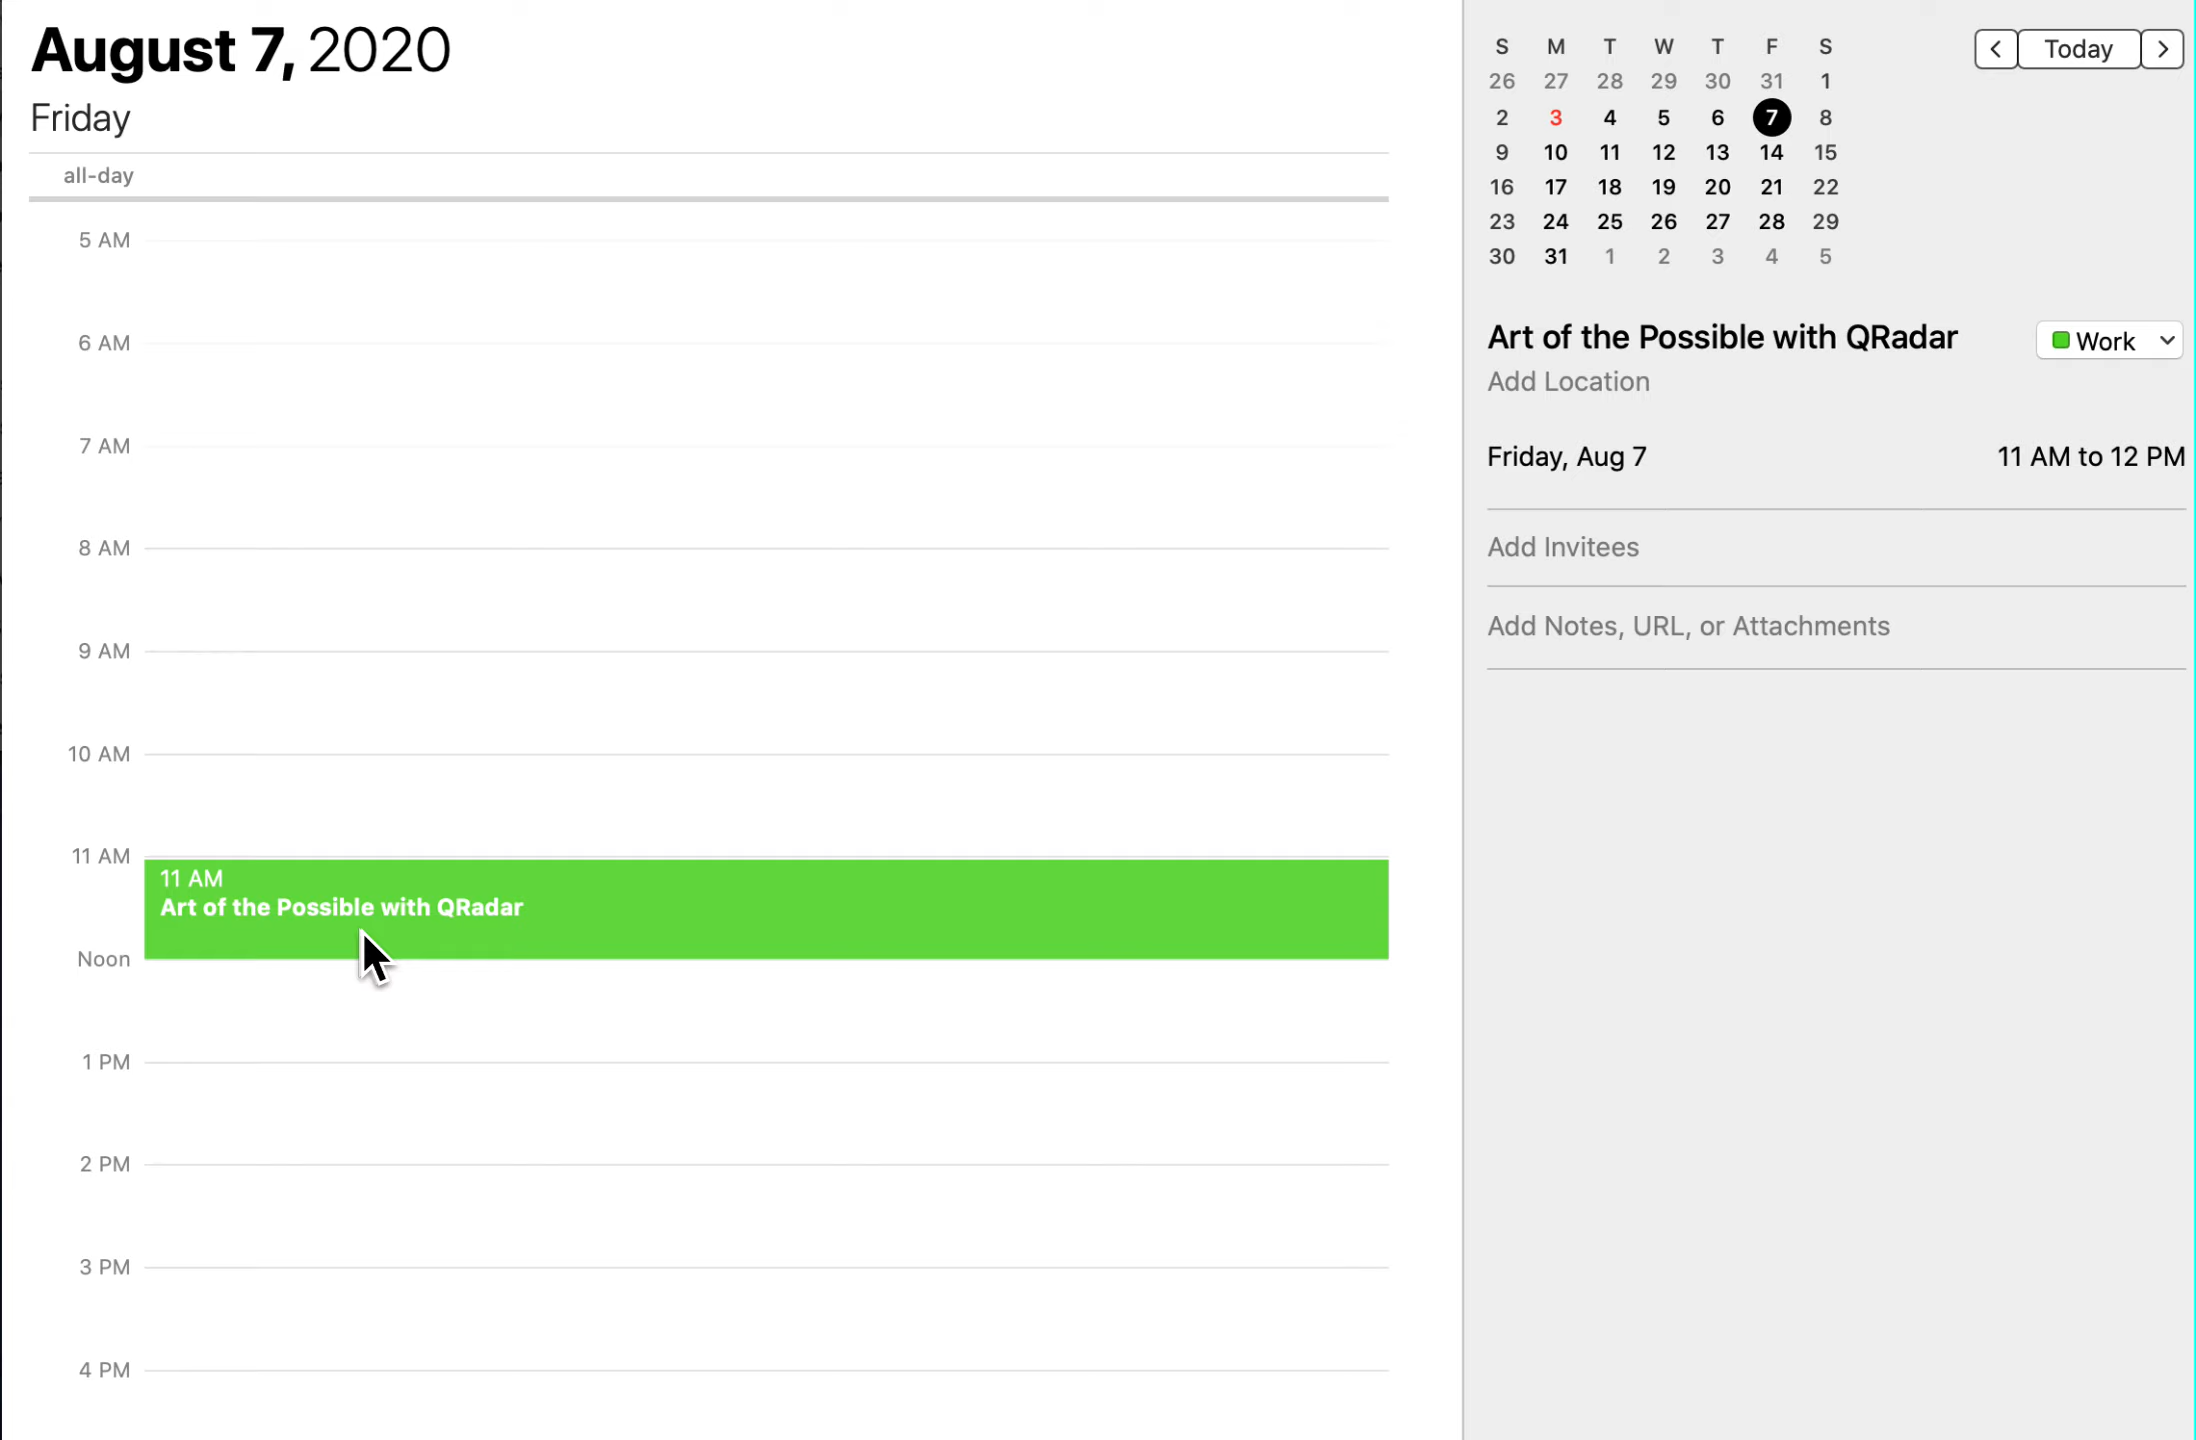 August 7, 2020
Friday
all-day
5 AM
6 AM
7 AM
8 AM
9 AM
10 AM
11 AM
11 AM
Art of the Possible with QRadar
Noon
1 PM
2 PM
3 PM
4 PM
S M T W T F S
26 27 28 29 30 31 1
2 3 4 5 6 7 8
9 10 11 12 13 14 15
16 17 18 19 20 21 22
23 24 25 26 27 28 29
30 31 1 2 3 4 5
< Today >
Art of the Possible with QRadar
Work
Add Location
Friday, Aug 7 11 AM to 12 PM
Add Invitees
Add Notes, URL, or Attachments